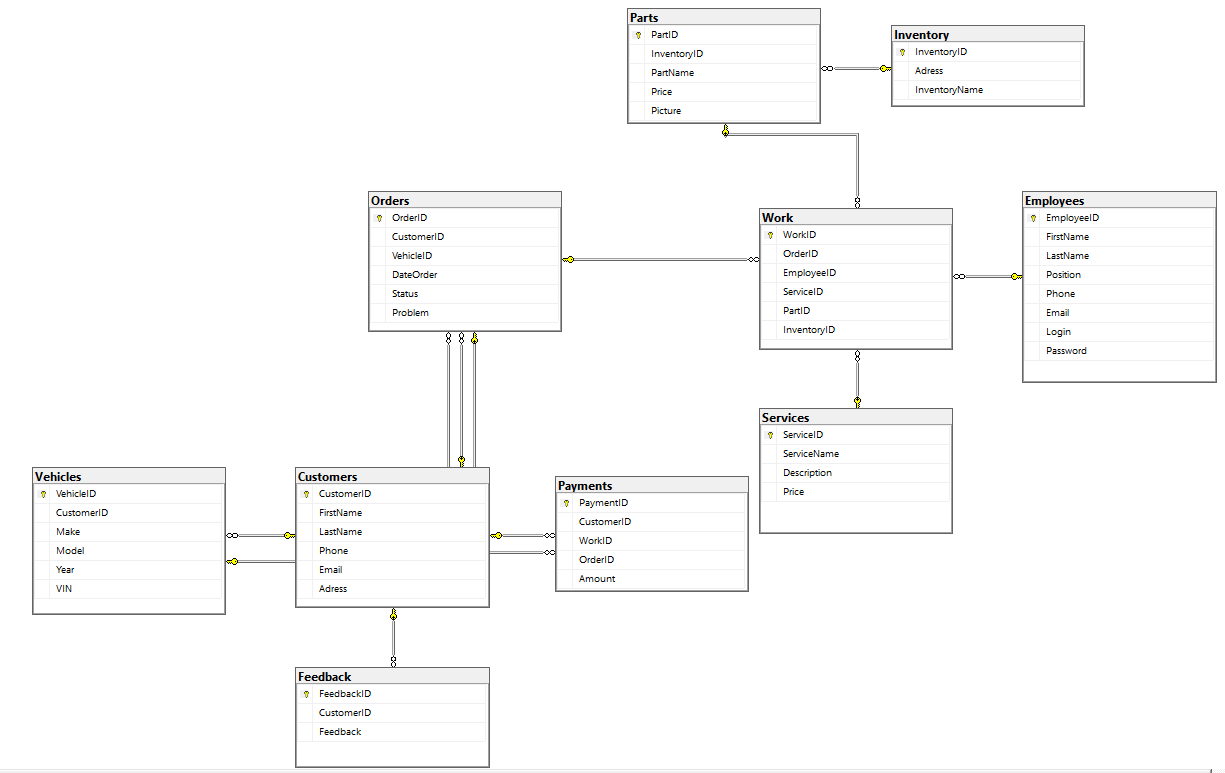 Parts
PartID
InventoryID
PartName
Price
Picture
Inventory
InventoryID
Adress
InventoryName
Orders
OrderID
CustomerID
VehicleID
DateOrder
Status
Problem
Work
WorkID
OrderID
EmployeeID
ServiceID
PartID
InventoryID
Employees
EmployeeID
FirstName
LastName
Position
Phone
Email
Login
Password
Services
ServiceID
ServiceName
Description
Price
Vehicles
VehicleID
CustomerID
Make
Model
Year
VIN
Customers
CustomerID
FirstName
LastName
Phone
Email
Adress
Payments
PaymentID
CustomerID
WorkID
OrderID
Amount
Feedback
FeedbackID
CustomerID
Feedback